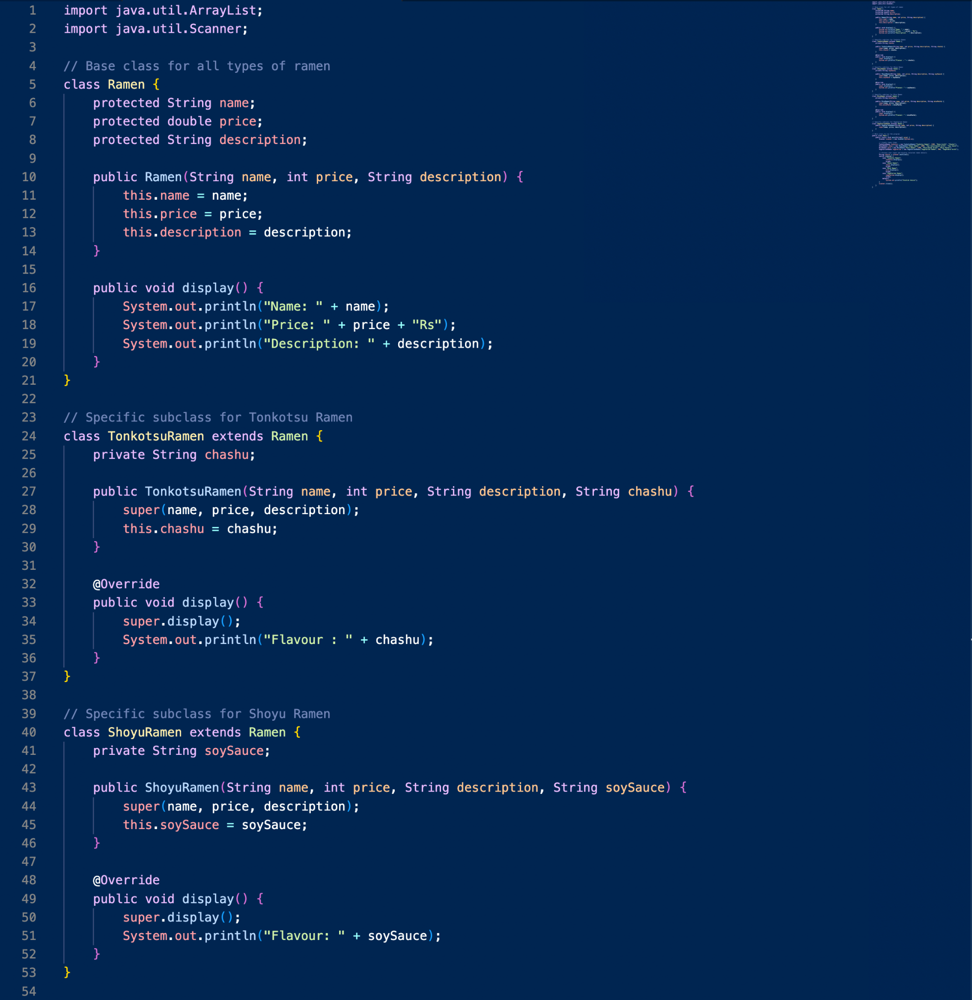 1 import java.util.ArrayList;
2 import java.util.Scanner;
3
4 // Base class for all types of ramen
5 class Ramen {
6     protected String name;
7     protected double price;
8     protected String description;
9
10     public Ramen(String name, int price, String description) {
11         this.name = name;
12         this.price = price;
13         this.description = description;
14     }
15
16     public void display() {
17         System.out.println("Name: " + name);
18         System.out.println("Price: " + price + "Rs");
19         System.out.println("Description: " + description);
20     }
21 }
22
23 // Specific subclass for Tonkotsu Ramen
24 class TonkotsuRamen extends Ramen {
25     private String chashu;
26
27     public TonkotsuRamen(String name, int price, String description, String chashu) {
28         super(name, price, description);
29         this.chashu = chashu;
30     }
31
32     @Override
33     public void display() {
34         super.display();
35         System.out.println("Flavour : " + chashu);
36     }
37 }
38
39 // Specific subclass for Shoyu Ramen
40 class ShoyuRamen extends Ramen {
41     private String soySauce;
42
43     public ShoyuRamen(String name, int price, String description, String soySauce) {
44         super(name, price, description);
45         this.soySauce = soySauce;
46     }
47
48     @Override
49     public void display() {
50         super.display();
51         System.out.println("Flavour: " + soySauce);
52     }
53 }
54